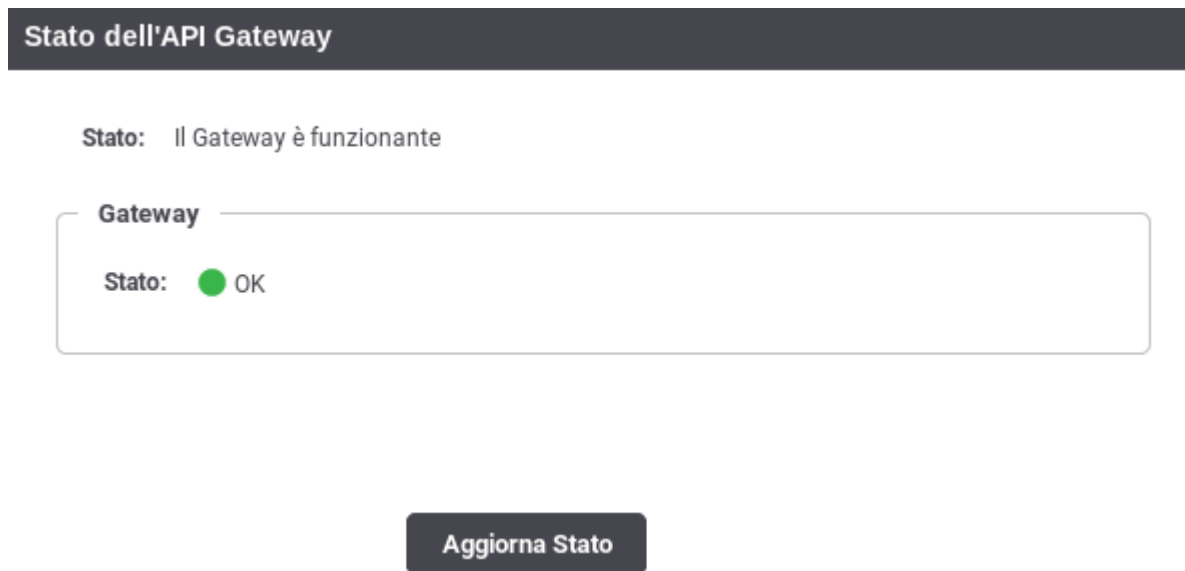 Stato dell'API Gateway
Stato: Il Gateway è funzionante
Gateway
Stato: OK
Aggiorna Stato